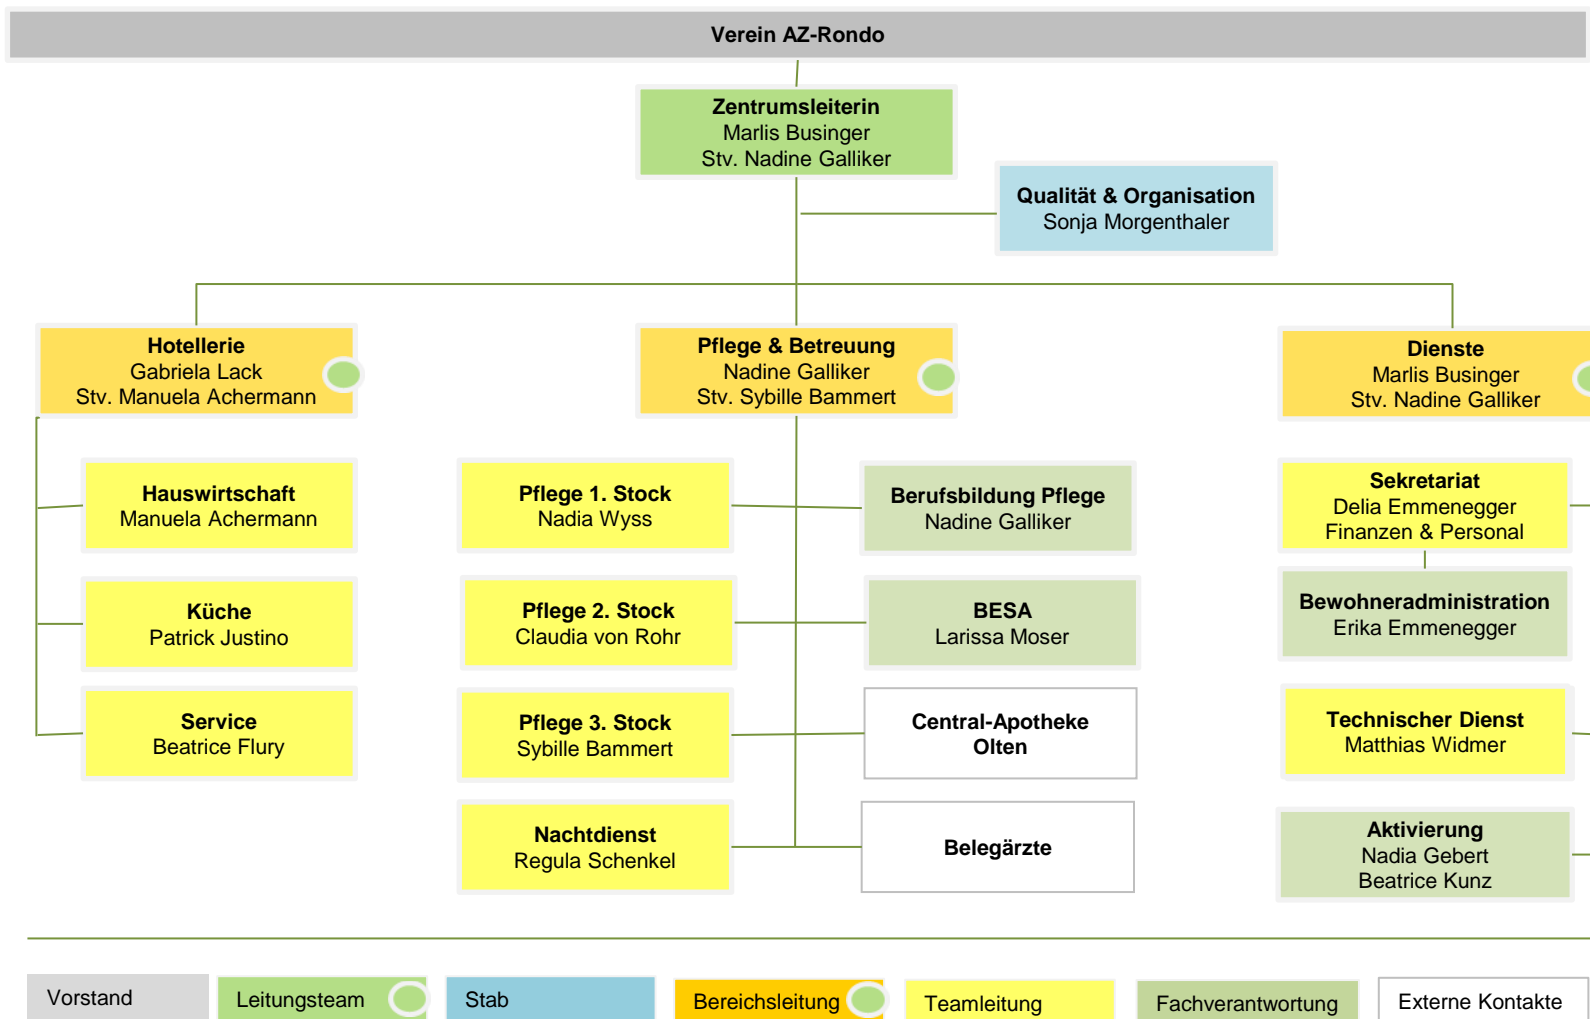 Verein AZ-Rondo
Zentrumsleiterin
Marlis Businger
Stv. Nadine Galliker
Qualität & Organisation
Sonja Morgenthaler
Hotellerie
Gabriela Lack
Stv. Manuela Achermann
Pflege & Betreuung
Nadine Galliker
Stv. Sybille Bammert
Dienste
Marlis Businger
Stv. Nadine Galliker
Hauswirtschaft
Manuela Achermann
Küche
Patrick Justino
Service
Beatrice Flury
Pflege 1. Stock
Nadia Wyss
Pflege 2. Stock
Claudia von Rohr
Pflege 3. Stock
Sybille Bammert
Nachtdienst
Regula Schenkel
Berufsbildung Pflege
Nadine Galliker
BESA
Larissa Moser
Central-Apotheke
Olten
Belegärzte
Sekretariat
Delia Emmenegger
Finanzen & Personal
Bewohneradministration
Erika Emmenegger
Technischer Dienst
Matthias Widmer
Aktivierung
Nadia Gebert
Beatrice Kunz
Vorstand
Leitungsteam
Stab
Bereichsleitung
Teamleitung
Fachverantwortung
Externe Kontakte